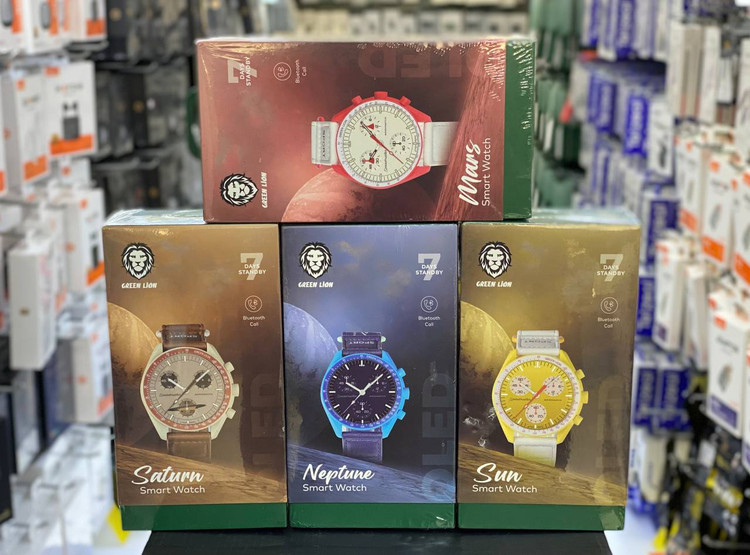 7
DAYS
STANDBY
Bluetooth
Call
OLED
GREEN LION
Mars
Smart Watch
GREEN LION
7
DAYS
STANDBY
Bluetooth
Call
Saturn
Smart Watch
GREEN LION
7
DAYS
STANDBY
Bluetooth
Call
OLED
Neptune
Smart Watch
GREEN LION
7
DAYS
STANDBY
Bluetooth
Call
Sun
Smart Watch